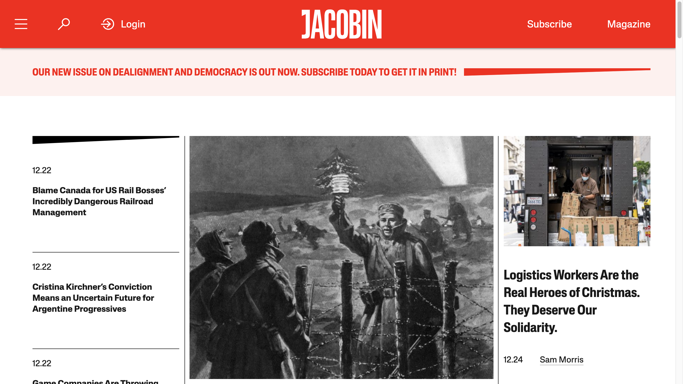 Login
JACOBIN
Subscribe
Magazine
OUR NEW ISSUE ON DEALIGNMENT AND DEMOCRACY IS OUT NOW. SUBSCRIBE TODAY TO GET IT IN PRINT!
12.22
Blame Canada for US Rail Bosses’
Incredibly Dangerous Railroad
Management
12.22
Cristina Kirchner’s Conviction
Means an Uncertain Future for
Argentine Progressives
12.22
Game Companies Are Throwing
Logistics Workers Are the
Real Heroes of Christmas.
They Deserve Our
Solidarity.
12.24
Sam Morris